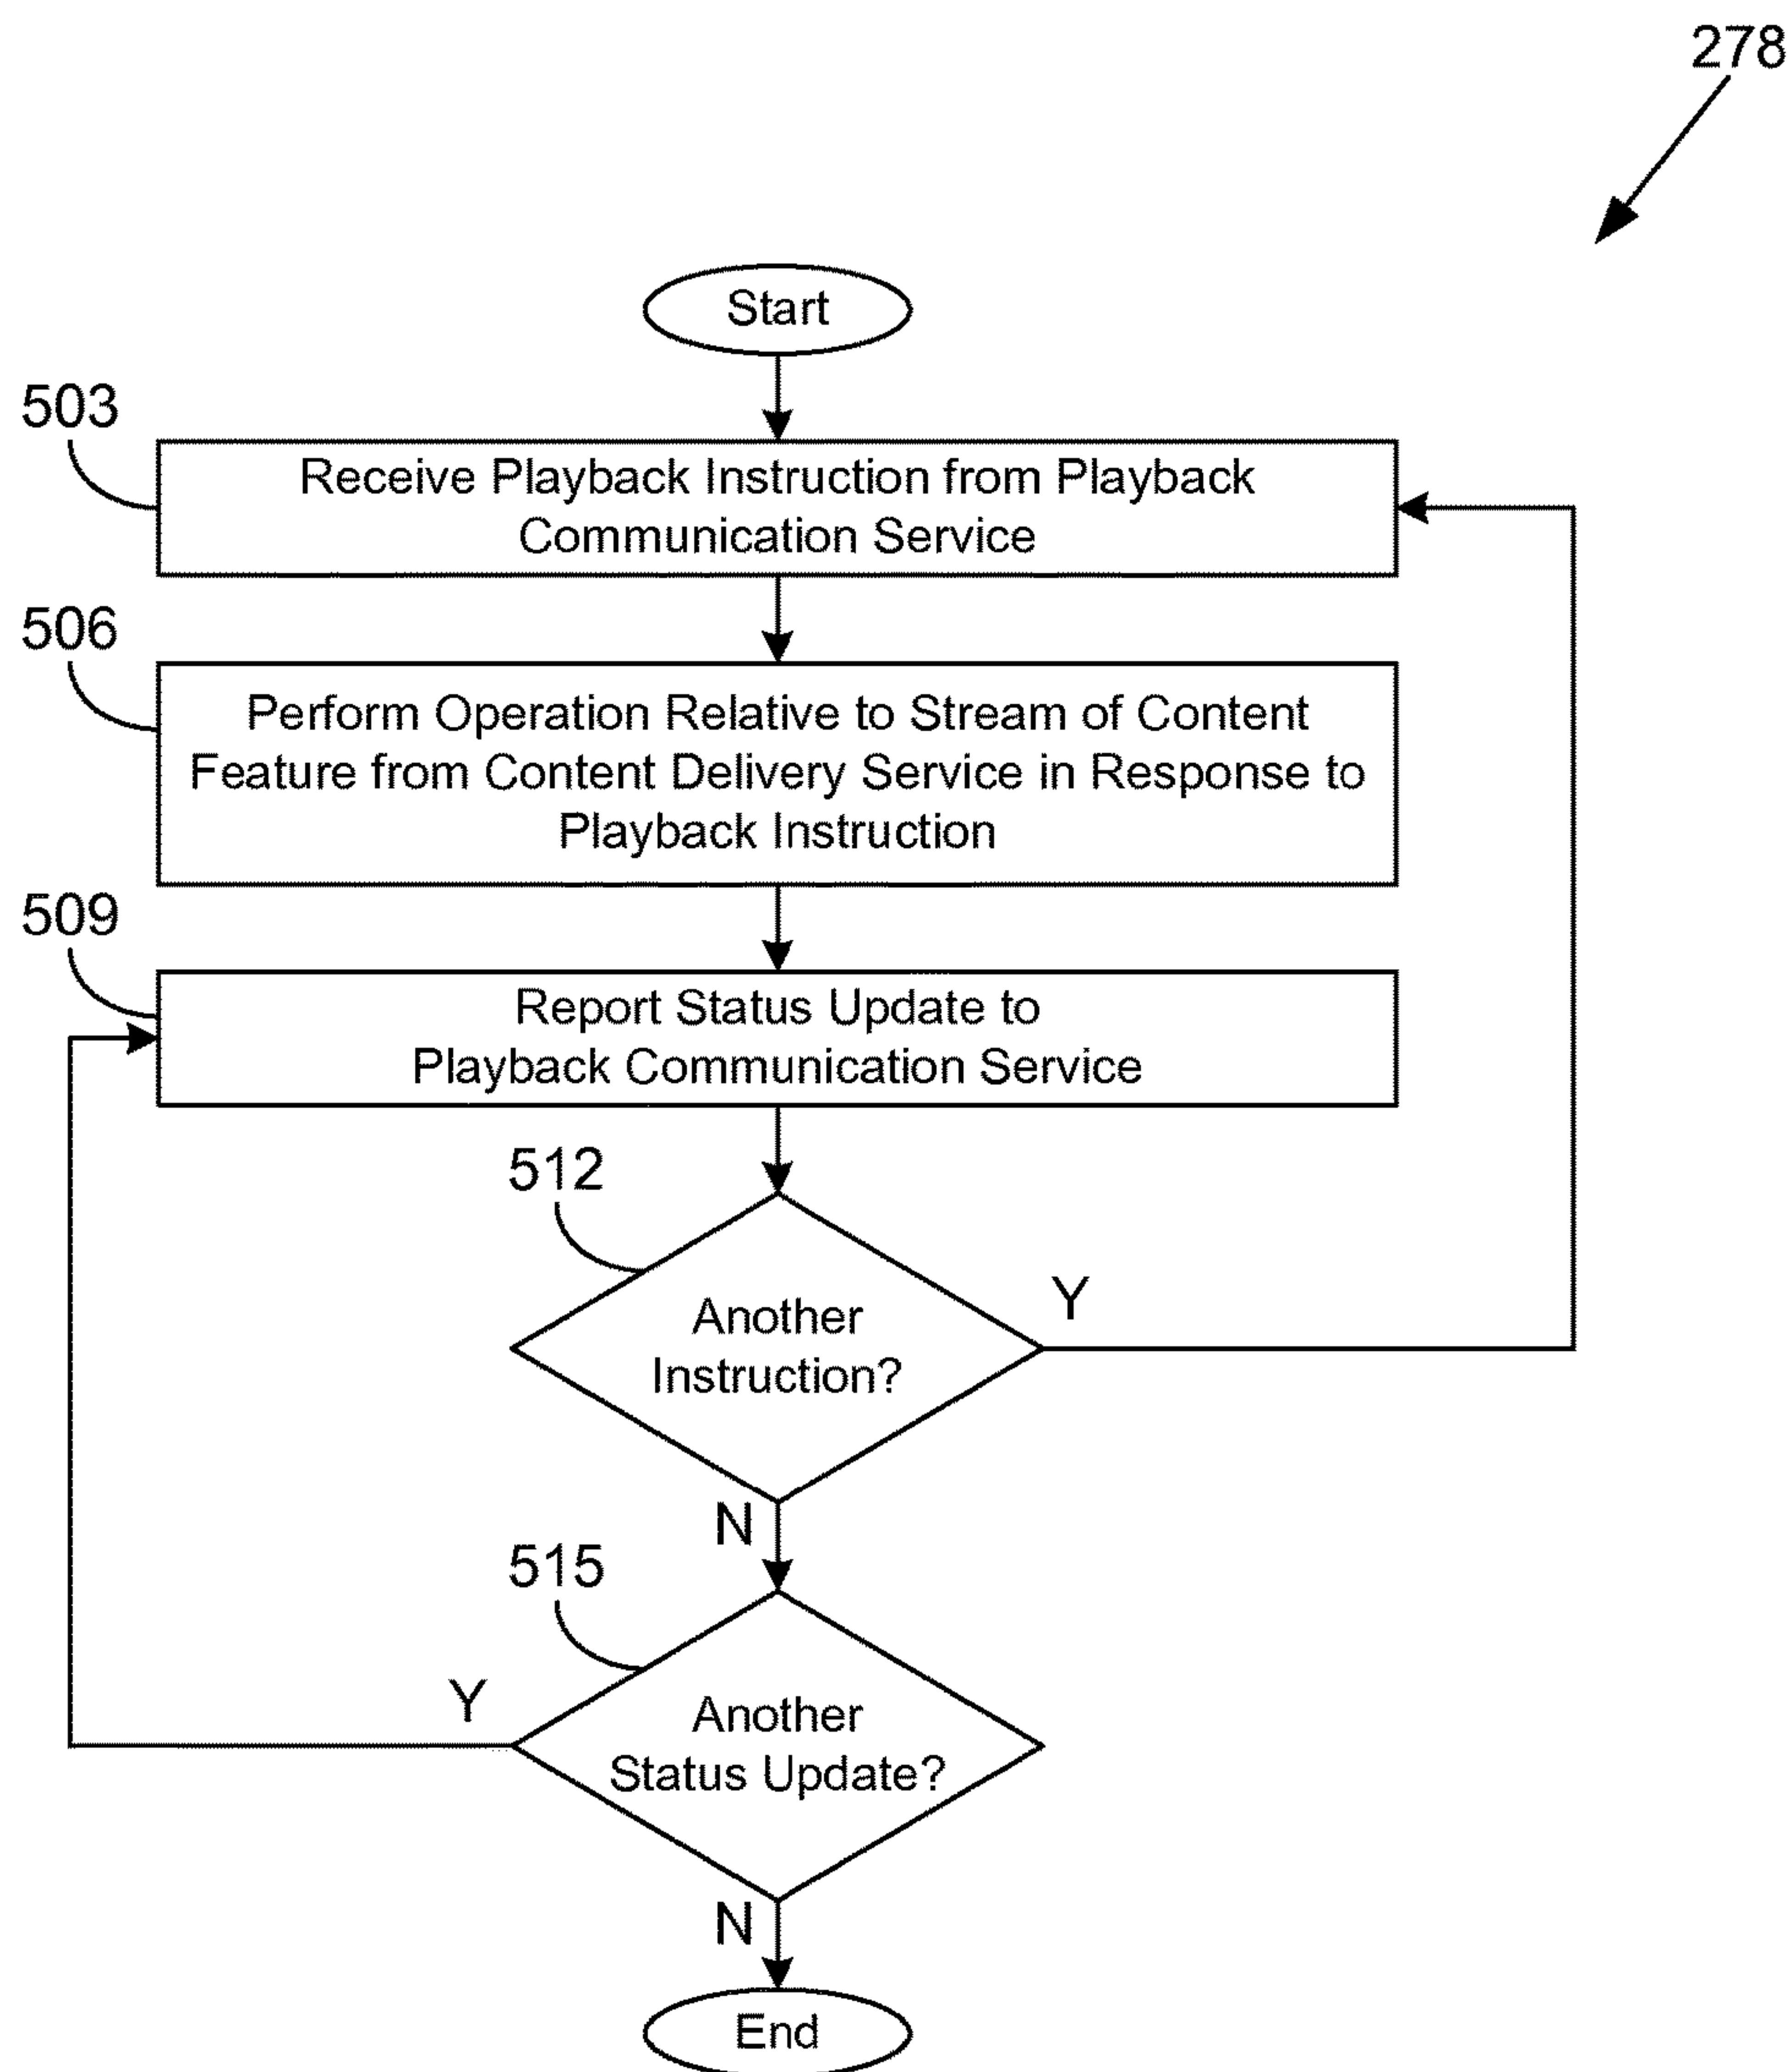 278
Start
503
Receive Playback Instruction from Playback
Communication Service
506
Perform Operation Relative to Stream of Content
Feature from Content Delivery Service in Response to
Playback Instruction
509
Report Status Update to
Playback Communication Service
512
Another
Instruction?
Y
N
515
Another
Status Update?
Y
N
End